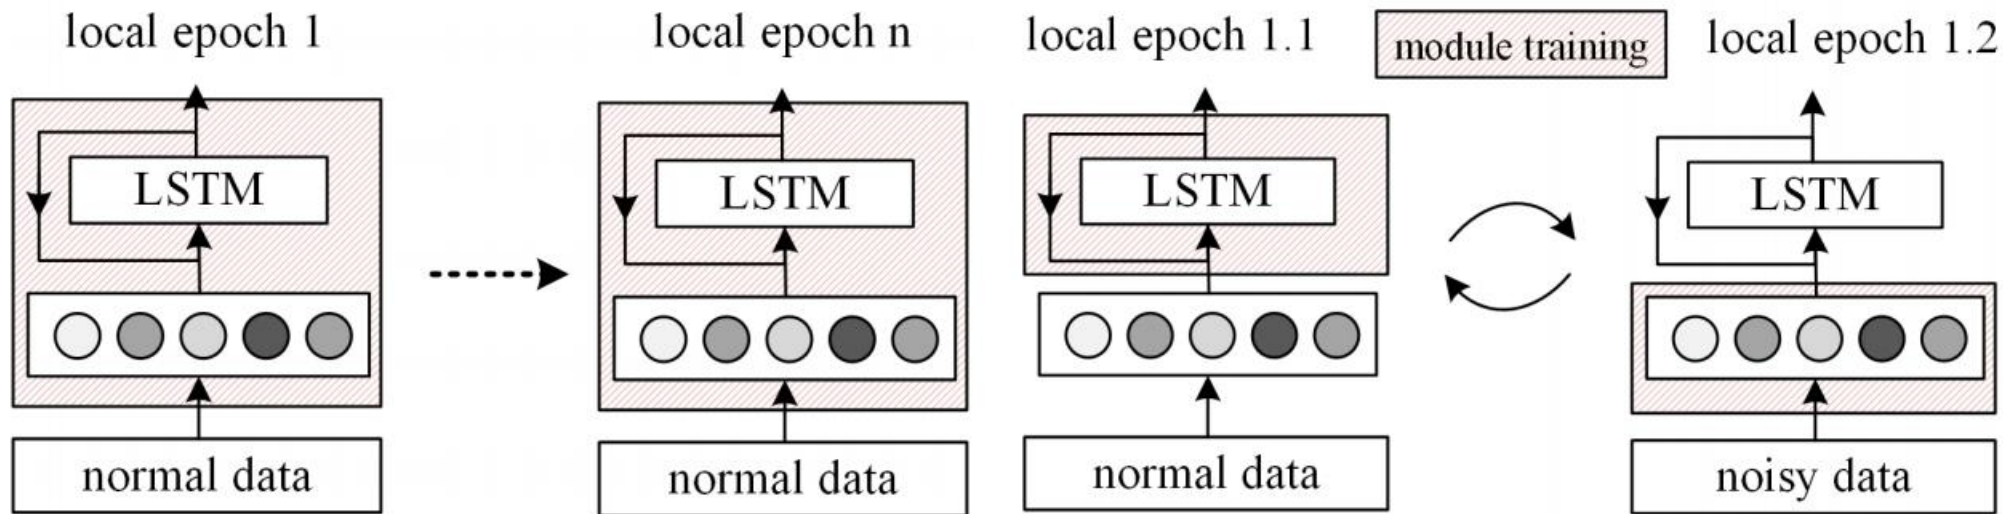 local epoch 1
local epoch n
local epoch 1.1
module training
local epoch 1.2
LSTM
LSTM
LSTM
LSTM
normal data
normal data
normal data
noisy data